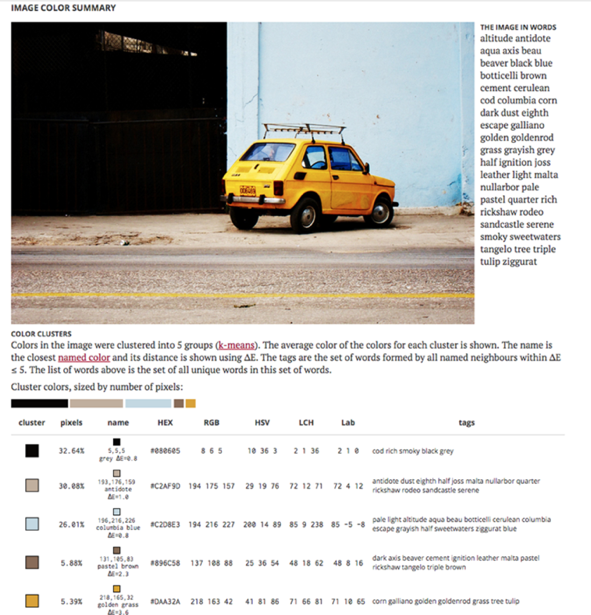 IMAGE COLOR SUMMARY
THE IMAGE IN WORDS
altitude antidote
aqua axis beau
beaver black blue
botticelli brown
cement cerulean
cod columbia corn
dark dust eighth
escape galliano
golden goldenrod
grass grayish grey
half ignition joss
leather light malta
nullarbor pale
pastel quarter rich
rickshaw rodeo
sandcastle serene
smoky sweetwaters
tangelo tree triple
tulip ziggurat
COLOR CLUSTERS
Colors in the image were clustered into 5 groups (k-means). The average color of the colors for each cluster is shown. The name is
the closest named color and its distance is shown using ΔE. The tags are the set of words formed by all named neighbours within ΔE
≤ 5. The list of words above is the set of all unique words in this set of words.
Cluster colors, sized by number of pixels:
cluster pixels name HEX RGB HSV LCH Lab tags
32.64% 5,5,5 #080605 8 6 5 10 36 3 2 1 36 2 1 0 cod rich smoky black grey
grey ΔE=0.8
30.08% 193,176,159 #C2AF9D 194 175 157 29 19 76 72 12 71 72 4 12 antidote dust eighth half joss malta nullarbor quarter
antidote rickshaw rodeo sandcastle serene
ΔE=1.0
26.01% 196,216,226 #C2D8E3 194 216 227 200 14 89 85 9 238 85 -5 -8 pale light altitude aqua beau botticelli cerulean columbia
columbia blue escape grayish half sweetwaters ziggurat blue
ΔE=0.8
5.88% 131,105,83 #896C58 137 108 88 25 36 54 48 18 62 48 8 16 dark axis beaver cement ignition leather malta pastel
pastel brown rickshaw tangelo triple brown
ΔE=2.3
5.39% 218,165,32 #DAA32A 218 163 42 41 81 86 71 66 81 71 10 65 corn galliano golden goldenrod grass tree tulip
golden grass
ΔE=3.6